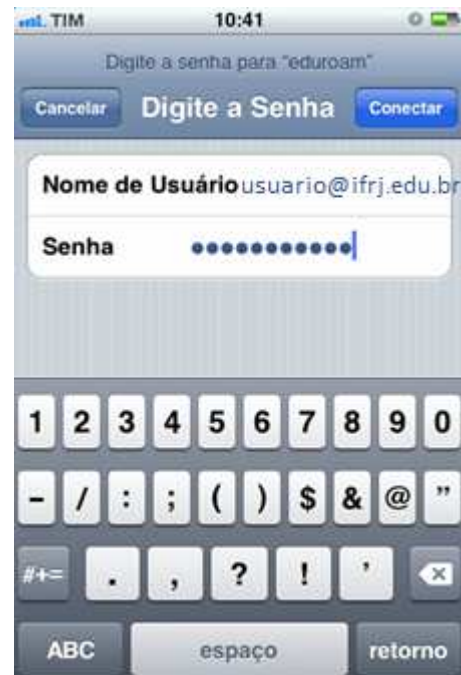 TIM 10:41
Digite a senha para "eduroam"
Cancelar Digite a Senha Conectar
Nome de Usuário usuario@ifrj.edu.br
Senha •••••••••••
1 2 3 4 5 6 7 8 9 0
- / : ; ( ) $ & @ ”
#+= . , ? ! ’
ABC espaço retorno